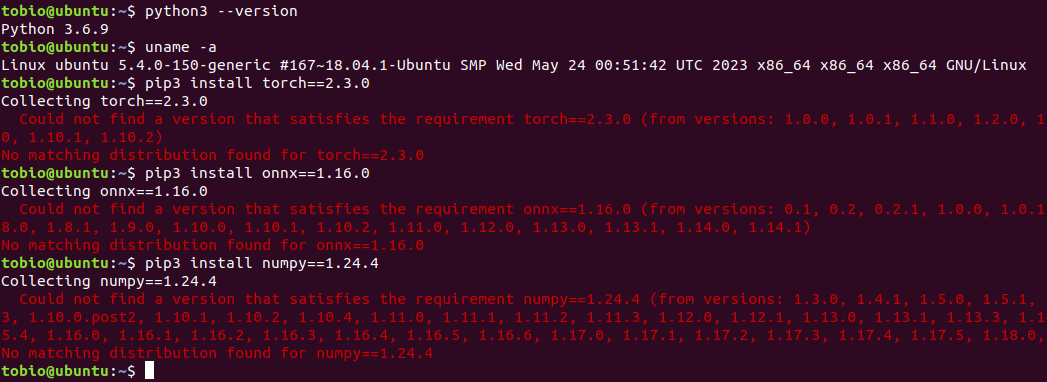 tobio@ubuntu:~$ python3 --version
Python 3.6.9
tobio@ubuntu:~$ uname -a
Linux ubuntu 5.4.0-150-generic #167~18.04.1-Ubuntu SMP Wed May 24 00:51:42 UTC 2023 x86_64 x86_64 x86_64 GNU/Linux
tobio@ubuntu:~$ pip3 install torch==2.3.0
Collecting torch==2.3.0
  Could not find a version that satisfies the requirement torch==2.3.0 (from versions: 1.0.0, 1.0.1, 1.1.0, 1.2.0, 1
0, 1.10.1, 1.10.2)
No matching distribution found for torch==2.3.0
tobio@ubuntu:~$ pip3 install onnx==1.16.0
Collecting onnx==1.16.0
  Could not find a version that satisfies the requirement onnx==1.16.0 (from versions: 0.1, 0.2, 0.2.1, 1.0.0, 1.0.1
8.0, 1.8.1, 1.9.0, 1.10.0, 1.10.1, 1.10.2, 1.11.0, 1.12.0, 1.13.0, 1.13.1, 1.14.0, 1.14.1)
No matching distribution found for onnx==1.16.0
tobio@ubuntu:~$ pip3 install numpy==1.24.4
Collecting numpy==1.24.4
  Could not find a version that satisfies the requirement numpy==1.24.4 (from versions: 1.3.0, 1.4.1, 1.5.0, 1.5.1,
3, 1.10.0.post2, 1.10.1, 1.10.2, 1.10.4, 1.11.0, 1.11.1, 1.11.2, 1.11.3, 1.12.0, 1.12.1, 1.13.0, 1.13.1, 1.13.3, 1.1
5.4, 1.16.0, 1.16.1, 1.16.2, 1.16.3, 1.16.4, 1.16.5, 1.16.6, 1.17.0, 1.17.1, 1.17.2, 1.17.3, 1.17.4, 1.17.5, 1.18.0,
No matching distribution found for numpy==1.24.4
tobio@ubuntu:~$